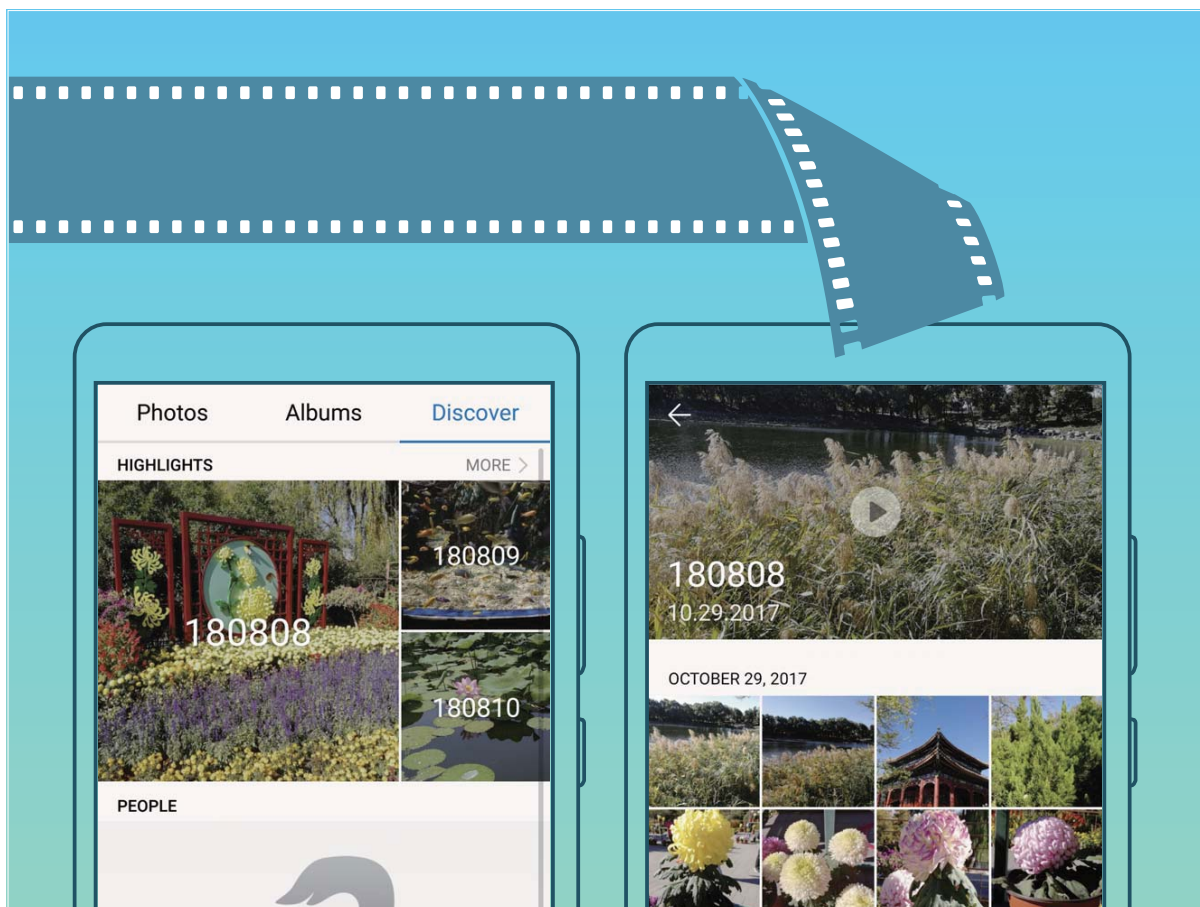 Photos Albums Discover
HIGHLIGHTS MORE
180808
180809
180810
PEOPLE
180808
10.29.2017
OCTOBER 29, 2017